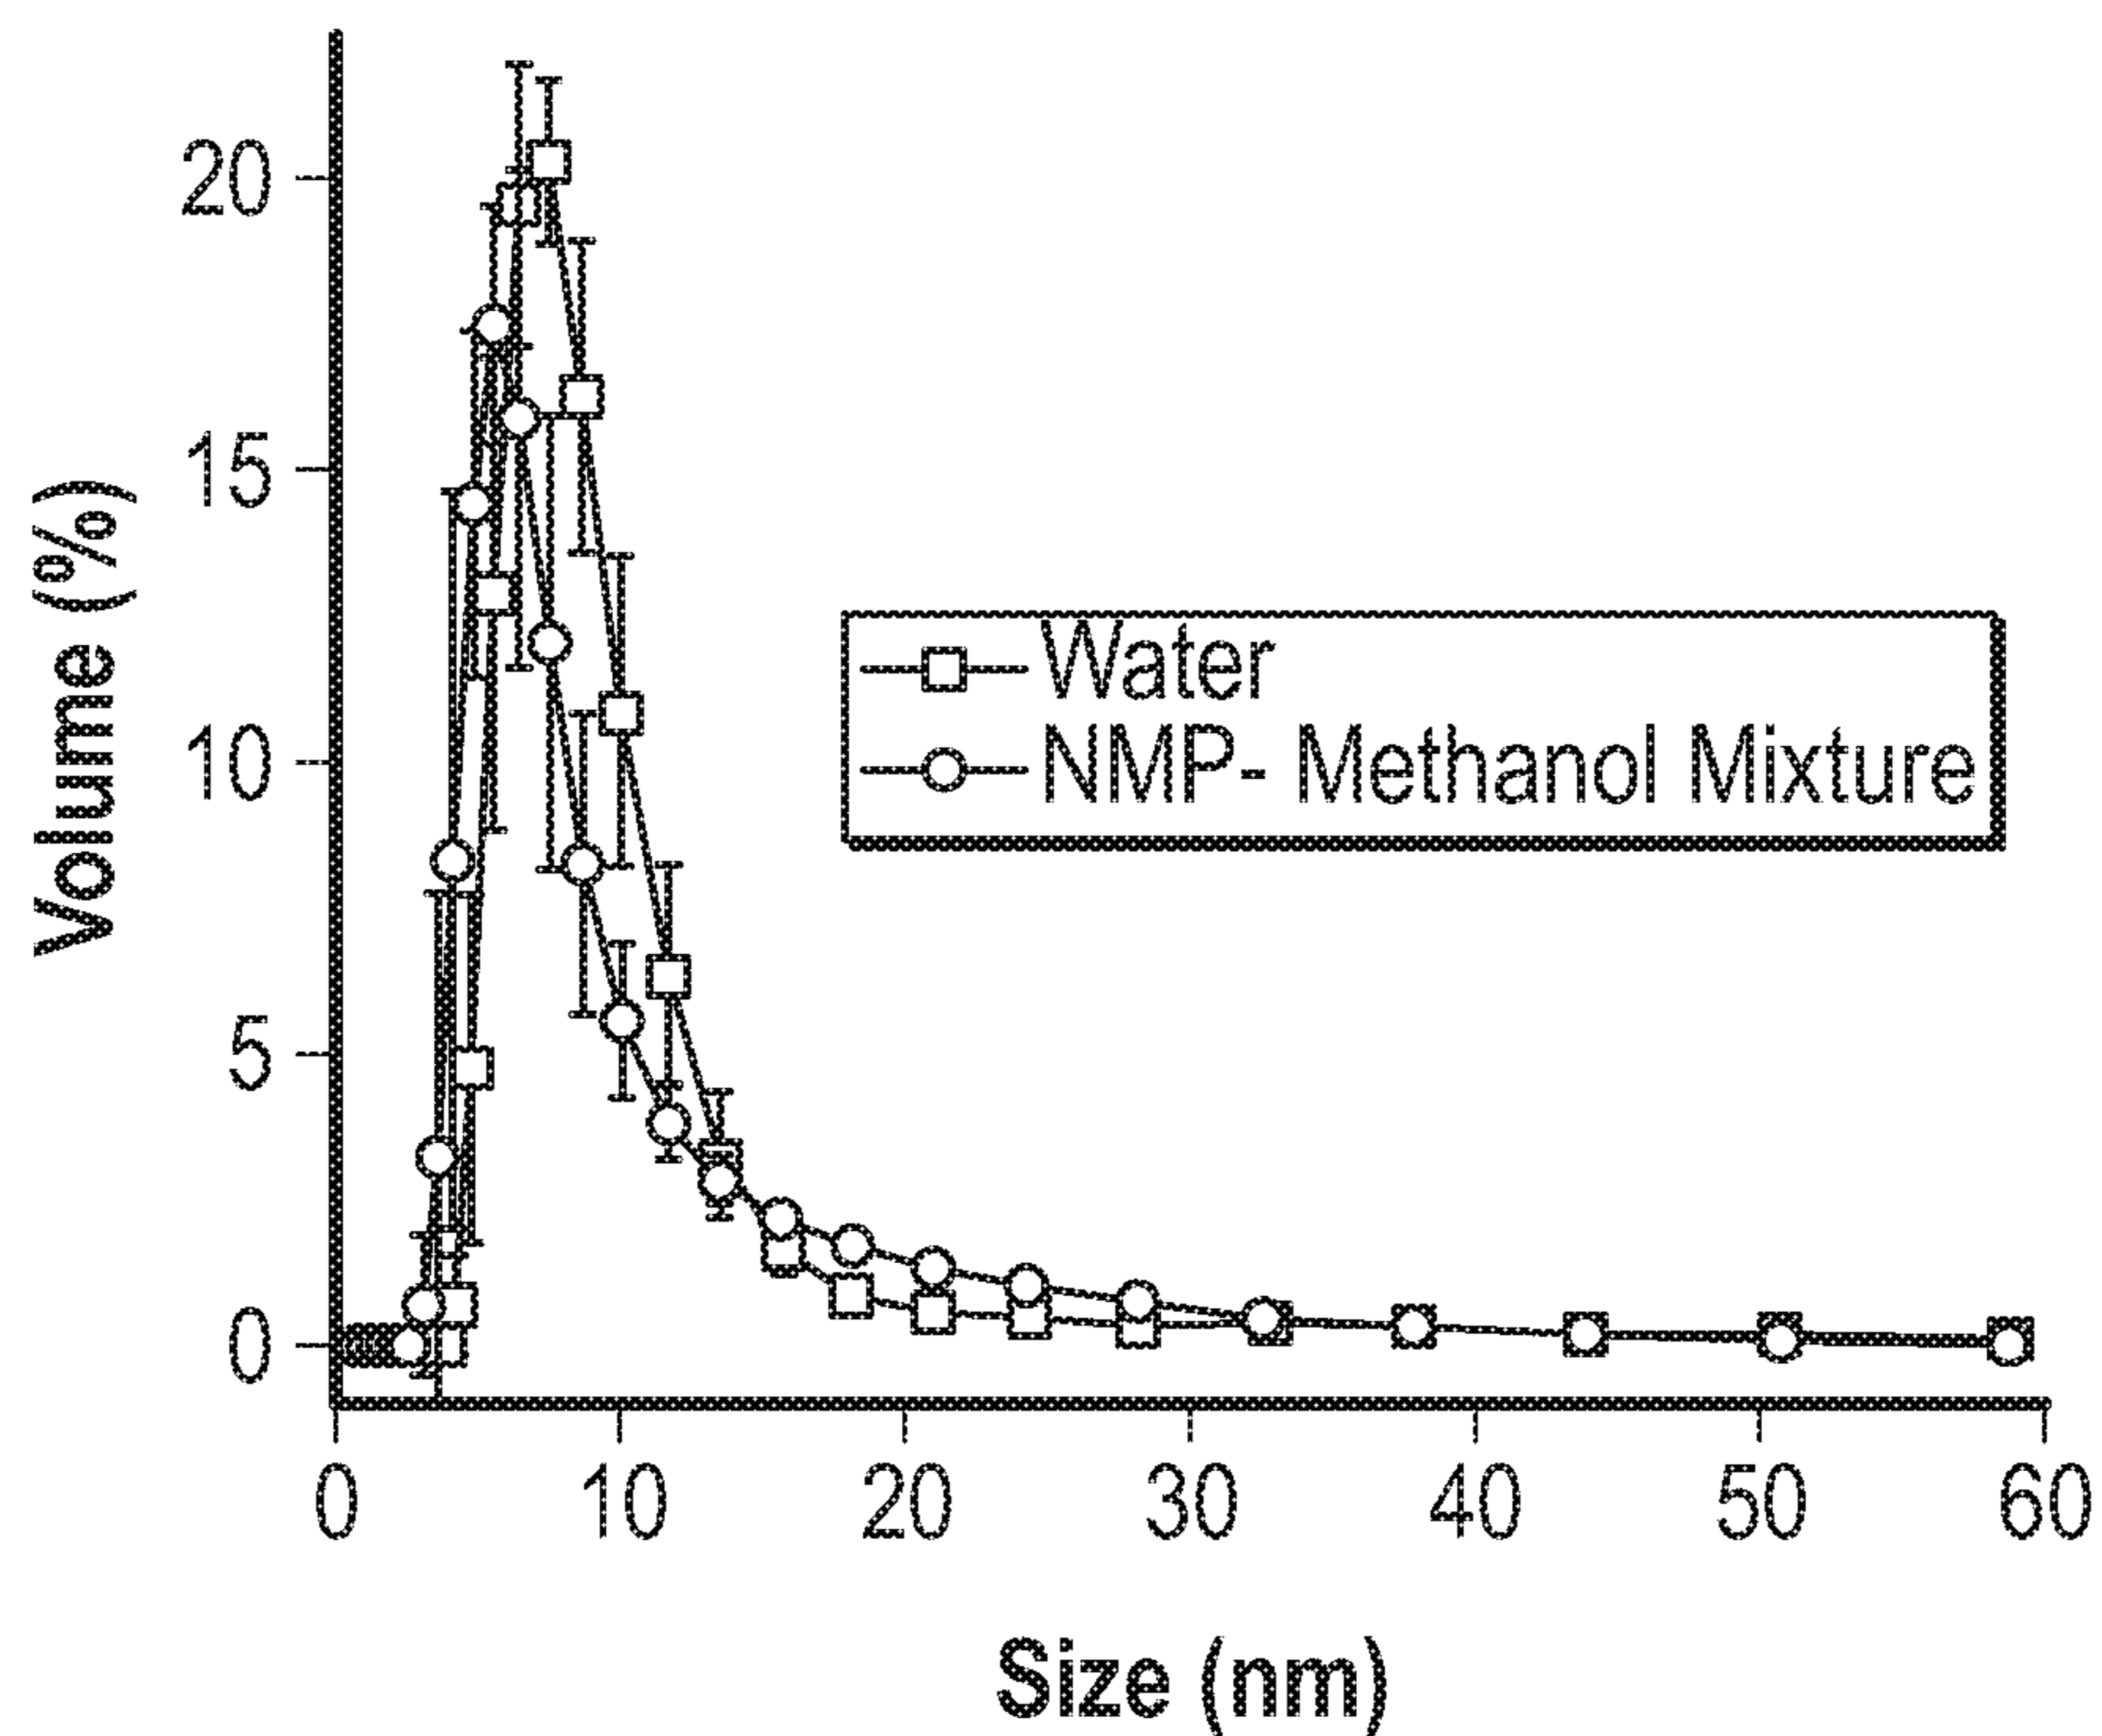 Volume (%)
20
15
10
5
0
Water
NMP- Methanol Mixture
0 10 20 30 40 50 60
Size (nm)